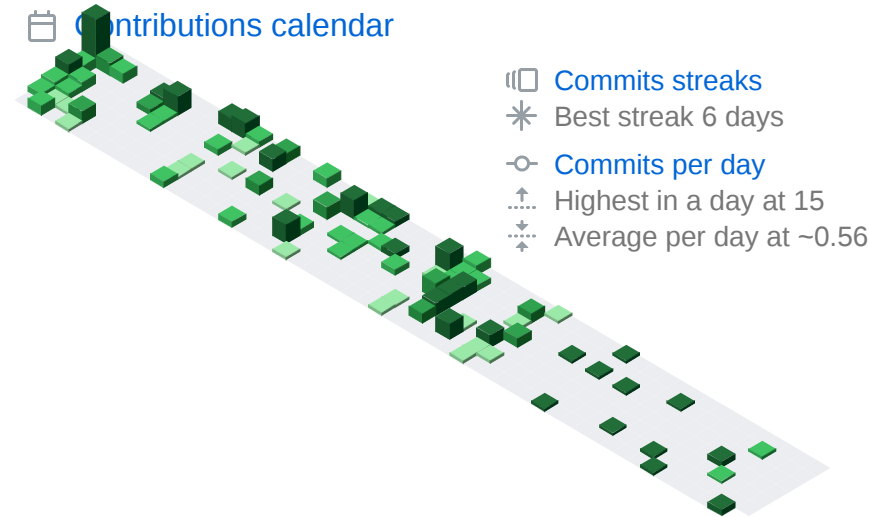 Contributions calendar
Commits streaks
Best streak 6 days
Commits per day
Highest in a day at 15
Average per day at ~0.56